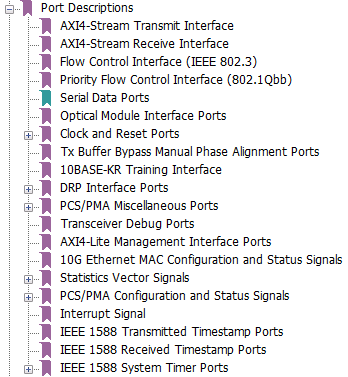 Port Descriptions
AXI4-Stream Transmit Interface
AXI4-Stream Receive Interface
Flow Control Interface (IEEE 802.3)
Priority Flow Control Interface (802.1Qbb)
Serial Data Ports
Optical Module Interface Ports
Clock and Reset Ports
Tx Buffer Bypass Manual Phase Alignment Ports
10BASE-KR Training Interface
DRP Interface Ports
PCS/PMA Miscellaneous Ports
Transceiver Debug Ports
AXI4-Lite Management Interface Ports
10G Ethernet MAC Configuration and Status Signals
Statistics Vector Signals
PCS/PMA Configuration and Status Signals
Interrupt Signal
IEEE 1588 Transmitted Timestamp Ports
IEEE 1588 Received Timestamp Ports
IEEE 1588 System Timer Ports